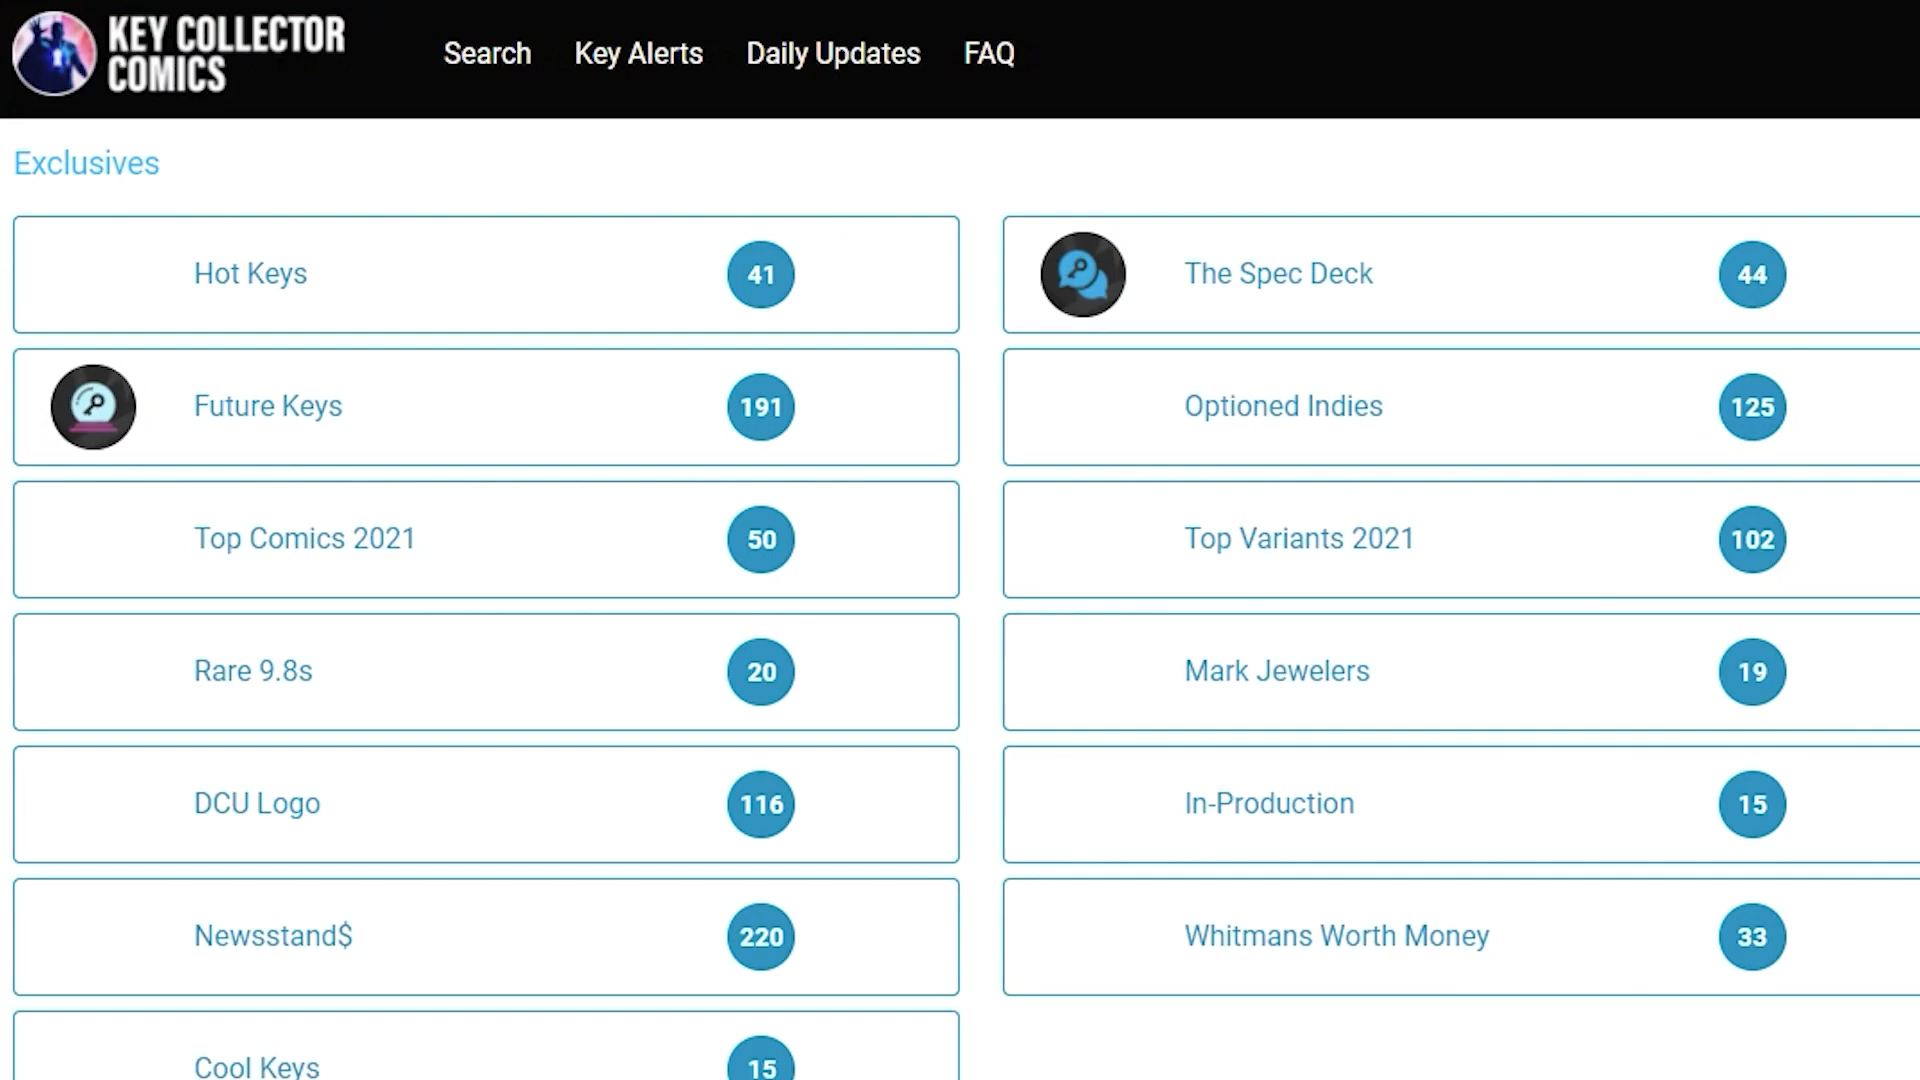 KEY COLLECTOR
COMICS
Search Key Alerts Daily Updates FAQ
Exclusives
Hot Keys 41
The Spec Deck 44
Future Keys 191
Optioned Indies 125
Top Comics 2021 50
Top Variants 2021 102
Rare 9.8s 20
Mark Jewelers 19
DCU Logo 116
In-Production 15
Newsstand$ 220
Whitmans Worth Money 33
Cool Keys 15